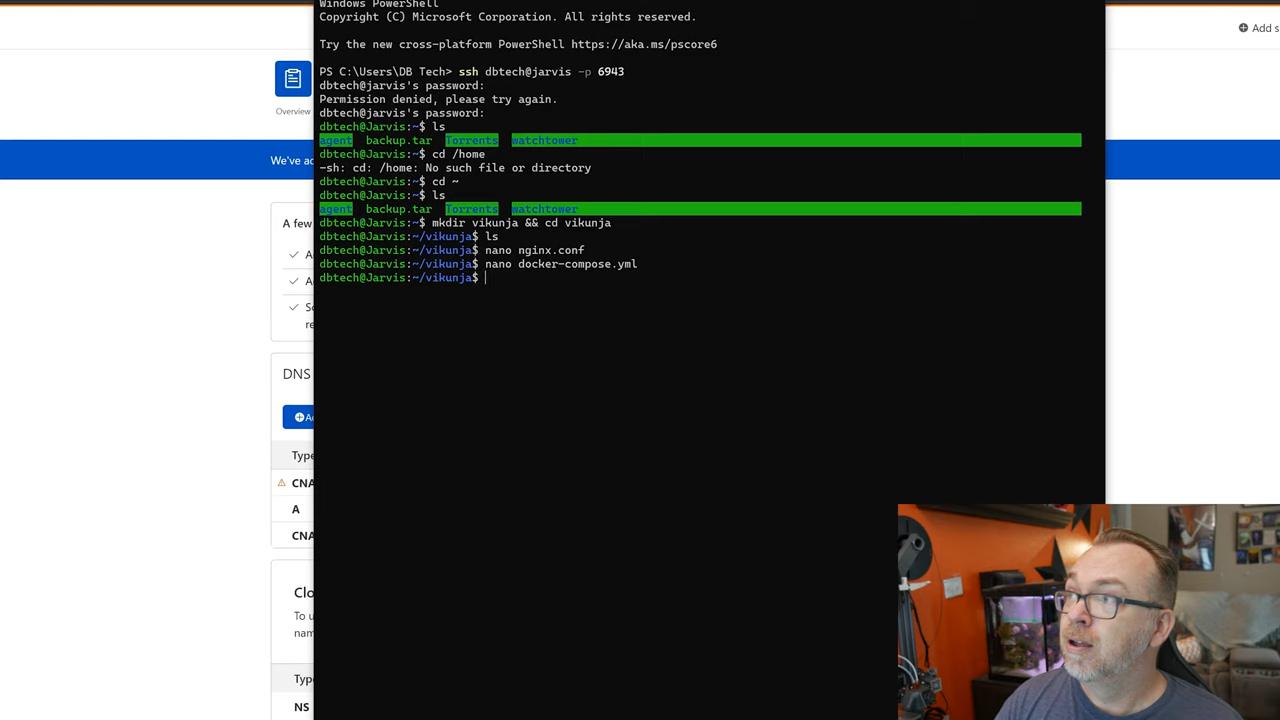 Windows PowerShell
Copyright (C) Microsoft Corporation. All rights reserved.
Try the new cross-platform PowerShell https://aka.ms/pscore6
PS C:\Users\DB Tech> ssh dbtech@jarvis -p 6943
dbtech@jarvis's password:
Permission denied, please try again.
dbtech@jarvis's password:
dbtech@Jarvis:~$ ls
agent backup.tar Torrents watchtower
dbtech@Jarvis:~$ cd /home
-sh: cd: /home: No such file or directory
dbtech@Jarvis:~$ cd ~
dbtech@Jarvis:~$ ls
agent backup.tar Torrents watchtower
dbtech@Jarvis:~$ mkdir vikunja && cd vikunja
dbtech@Jarvis:~/vikunja$ ls
dbtech@Jarvis:~/vikunja$ nano nginx.conf
dbtech@Jarvis:~/vikunja$ nano docker-compose.yml
dbtech@Jarvis:~/vikunja$
Add s
Overview
We've ad
A few
DNS
Type
CNA
A
CNA
Clo
To u
nam
Type
NS